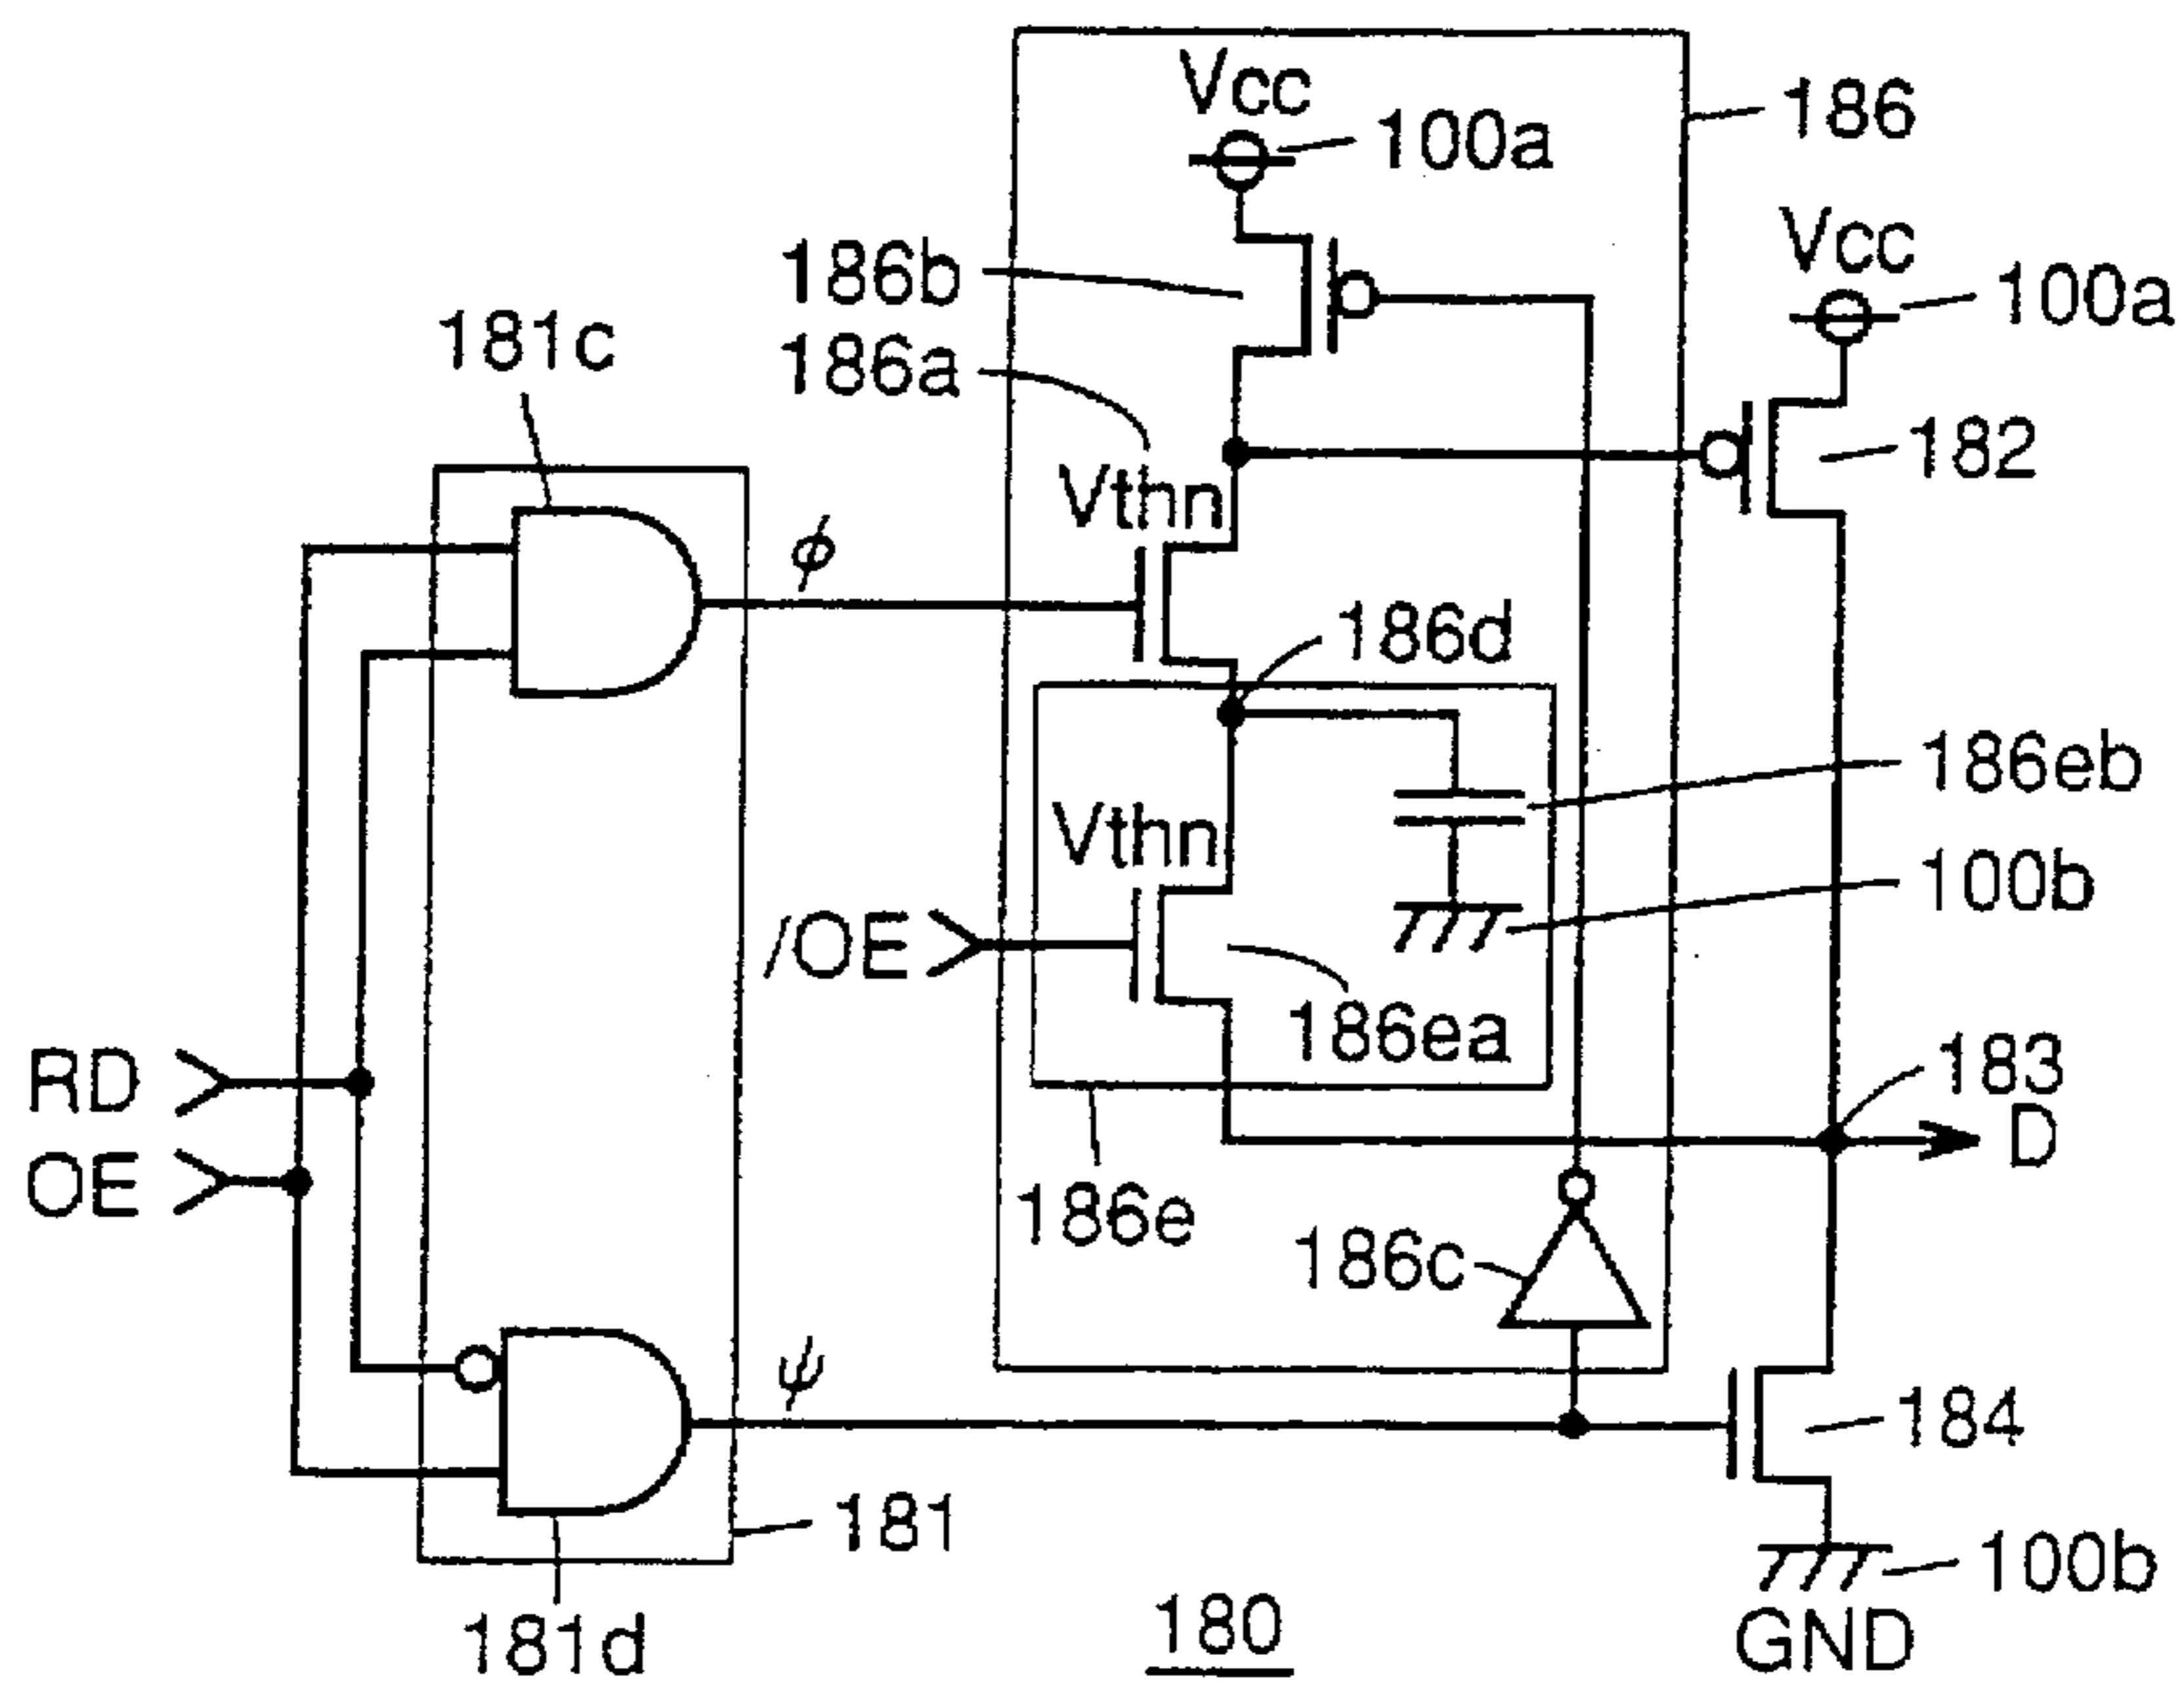 Vcc
100a
186
186b
Vcc
100a
181c
186a
182
Vthn
ϕ
186d
186eb
Vthn
100b
/OE
186ea
RD
183
D
OE
186e
186c
ψ
184
181
100b
181d
180
GND